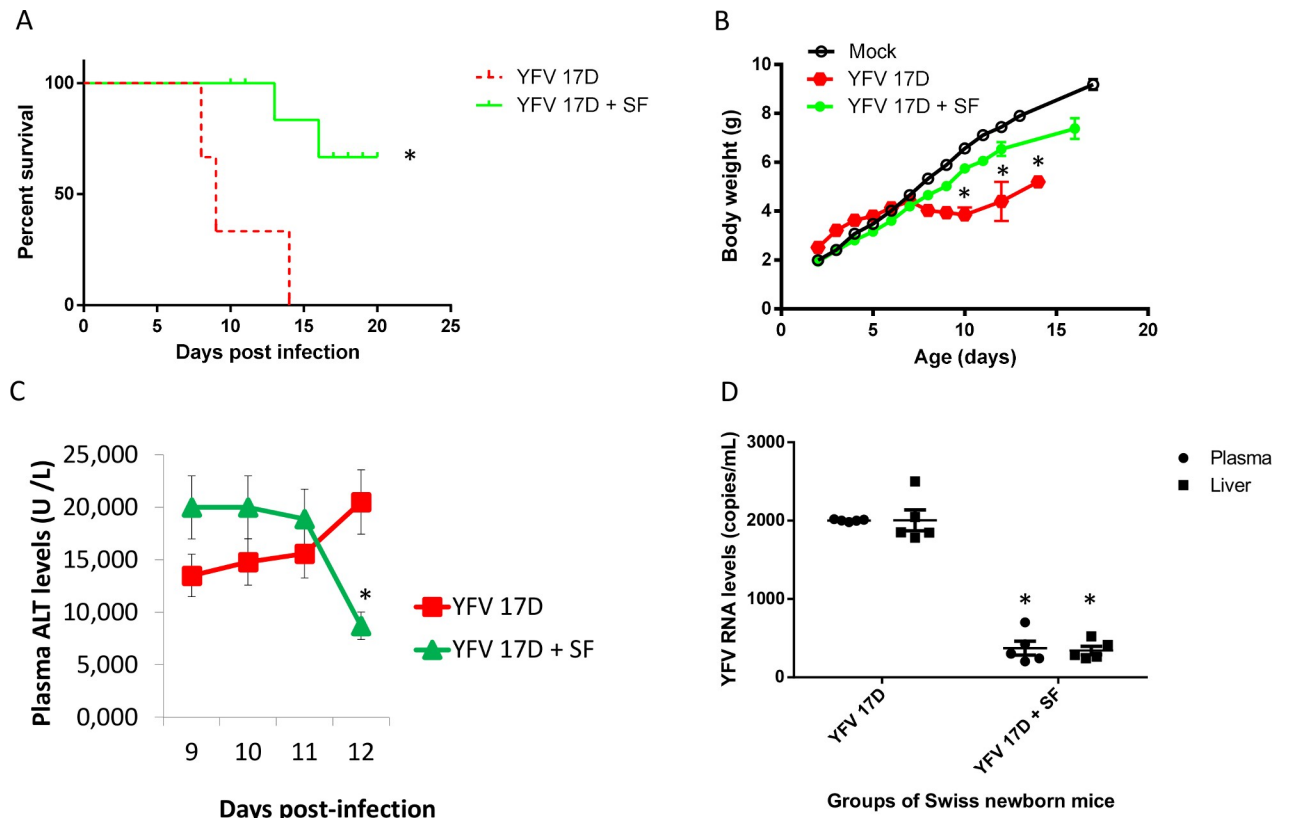 A
100
50
0
0
5
10
15
20
25
Percent survival
Days post infection
YFV 17D
YFV 17D + SF
*
B
10
8
6
4
2
0
0
5
10
15
20
Body weight (g)
Age (days)
Mock
YFV 17D
YFV 17D + SF
*
*
*
C
25,000
20,000
15,000
10,000
5,000
0,000
9
10
11
12
Plasma ALT levels (U /L)
Days post-infection
*
YFV 17D
YFV 17D + SF
D
3000
2000
1000
0
YFV RNA levels (copies/mL)
Plasma
Liver
*
*
YFV 17D
YFV 17D + SF
Groups of Swiss newborn mice